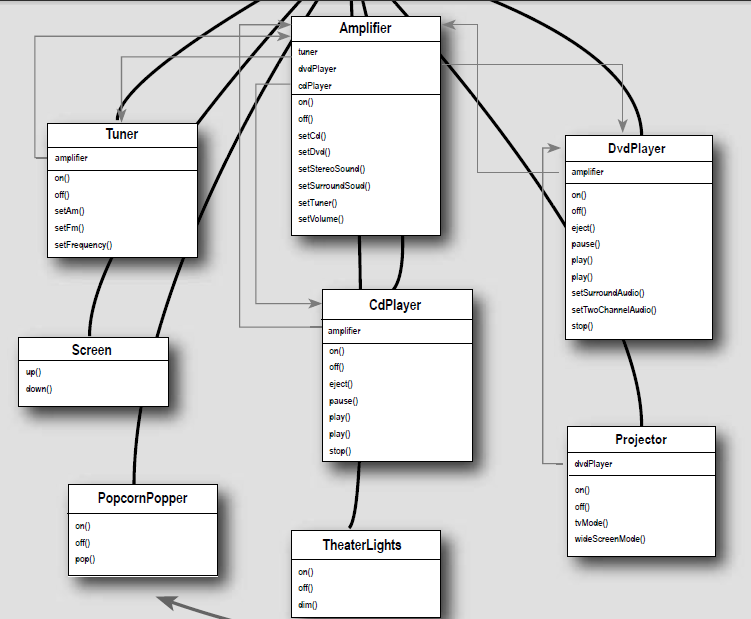 Amplifier
tuner
dvdPlayer
cdPlayer
on()
off()
setCd()
setDvd()
setStereoSound()
setSurroundSoud()
setTuner()
setVolume()
Tuner
amplifier
on()
off()
setAm()
setFm()
setFrequency()
DvdPlayer
amplifier
on()
off()
eject()
pause()
play()
play()
setSurroundAudio()
setTwoChannelAudio()
stop()
Screen
up()
down()
CdPlayer
amplifier
on()
off()
eject()
pause()
play()
play()
stop()
Projector
dvdPlayer
on()
off()
tvMode()
wideScreenMode()
PopcornPopper
on()
off()
pop()
TheaterLights
on()
off()
dim()